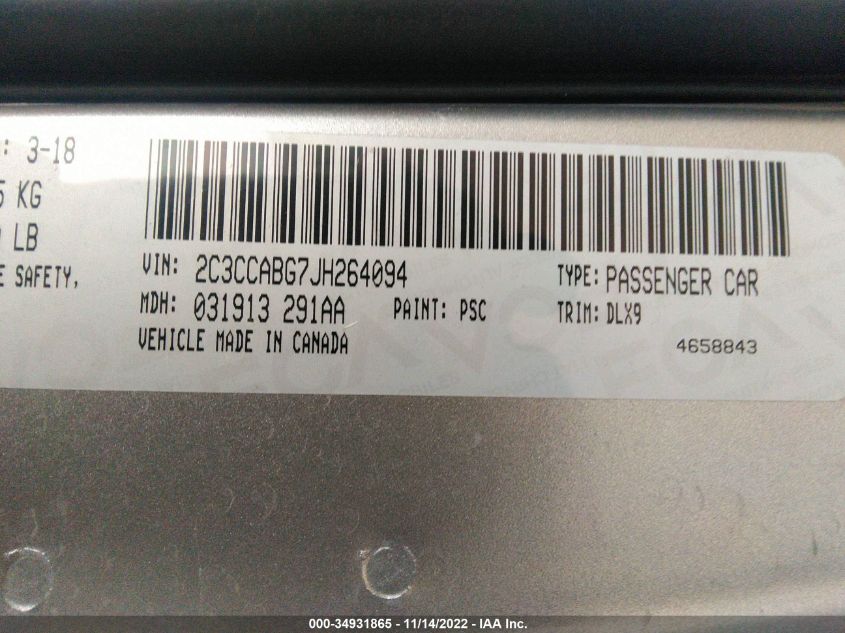 : 3-18
5 KG
LB
E SAFETY,
VIN: 2C3CCABG7JH264094
TYPE: PASSENGER CAR
MDH: 031913 291AA
PAINT: PSC
TRIM: DLX9
VEHICLE MADE IN CANADA
4658843
000-34931865 - 11/14/2022 - IAA Inc.